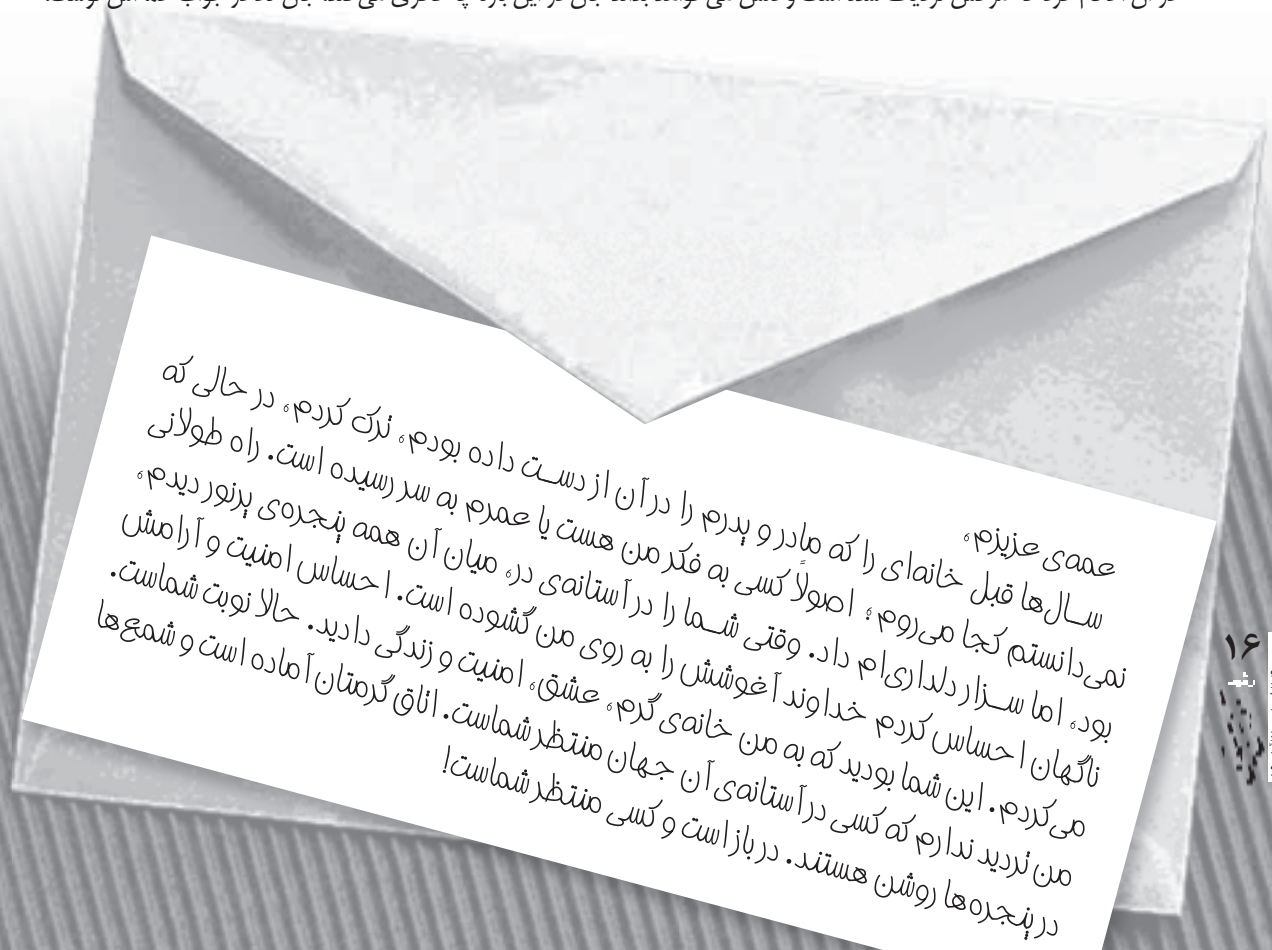 عمه‌ی عزیزم،
سال‌ها قبل خانه‌ای را که مادر و پدرم را در آن از دست داده بودم، ترک کردم، در حالی که
نمی‌دانستم کجا می‌روم؛ اصولاً کسی به فکر من هست یا عمرم به سر رسیده است. راه طولانی
بود، اما سزار دلداری‌ام داد. وقتی شما را در آستانه‌ی در، میان آن همه پنجره‌ی پرنور دیدم،
ناگهان احساس کردم خداوند آغوشش را به روی من گشوده است. احساس امنیت و آرامش
می‌کردم. این شما بودید که به من خانه‌ی گرم، عشق، امنیت و زندگی دادید. حالا نوبت شماست.
من تردید ندارم که کسی در آستانه‌ی آن جهان منتظر شماست. اتاق گرمتان آماده است و شمع‌ها
در پنجره‌ها روشن هستند. در باز است و کسی منتظر شماست!
۱۶